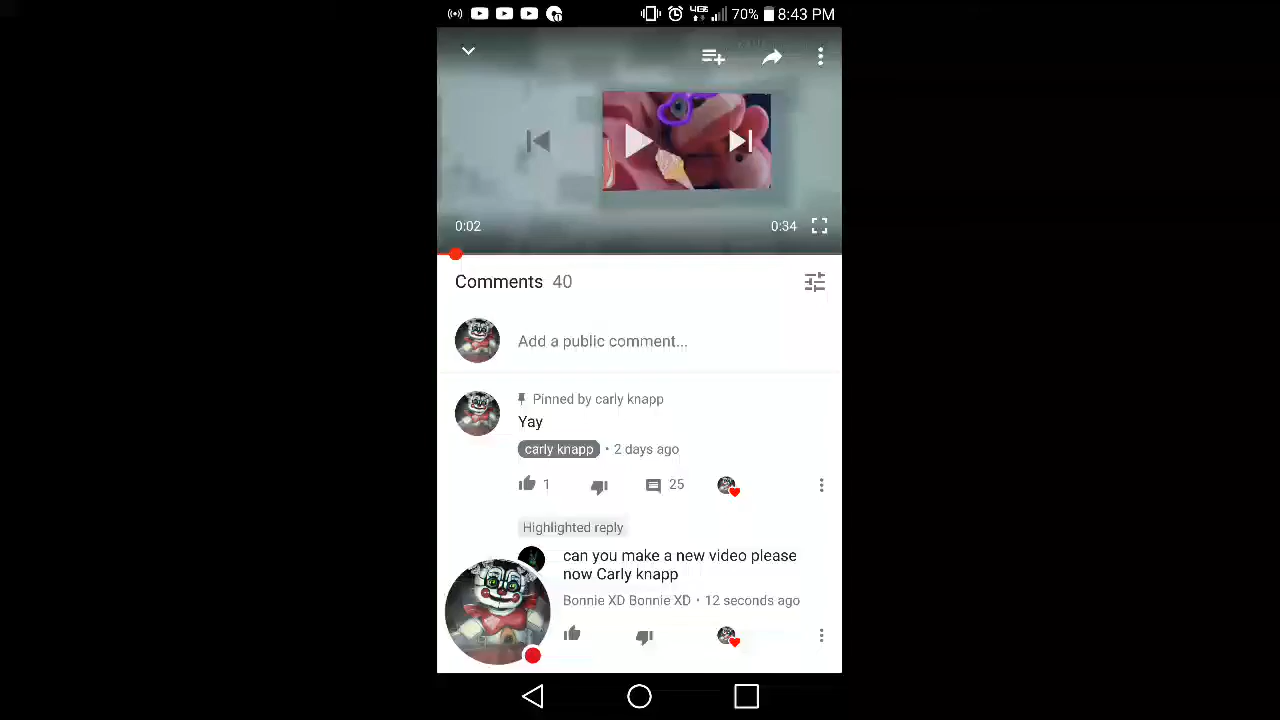 70% 8:43 PM
0:02 0:34
Comments 40
Add a public comment...
Pinned by carly knapp
Yay
carly knapp • 2 days ago
1 25
Highlighted reply
can you make a new video please
now Carly knapp
Bonnie XD Bonnie XD • 12 seconds ago